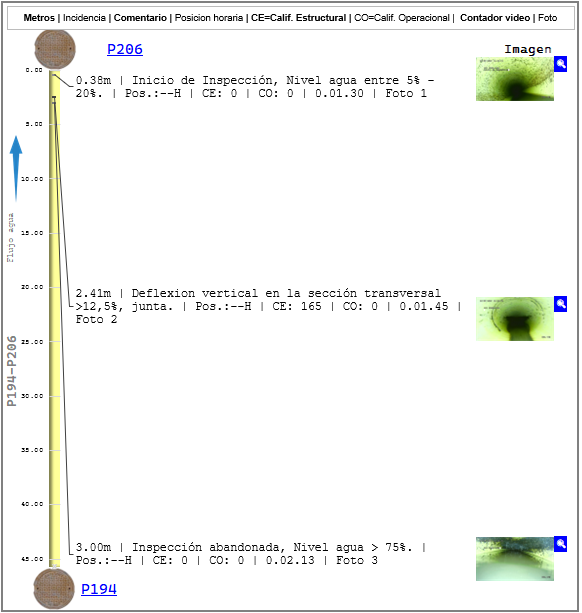 Metros | Incidencia | Comentario | Posicion horaria | CE=Calif. Estructural | CO=Calif. Operacional | Contador video | Foto
P206
Imagen
0.00
0.38m | Inicio de Inspección, Nivel agua entre 5% -
20%. | Pos.:--H | CE: 0 | CO: 0 | 0.01.30 | Foto 1
5.00
10.00
15.00
Flujo agua
20.00
2.41m | Deflexion vertical en la sección transversal
>12,5%, junta. | Pos.:--H | CE: 165 | CO: 0 | 0.01.45 |
Foto 2
25.00
P194-P206
30.00
35.00
40.00
3.00m | Inspección abandonada, Nivel agua > 75%. |
Pos.:--H | CE: 0 | CO: 0 | 0.02.13 | Foto 3
45.00
P194